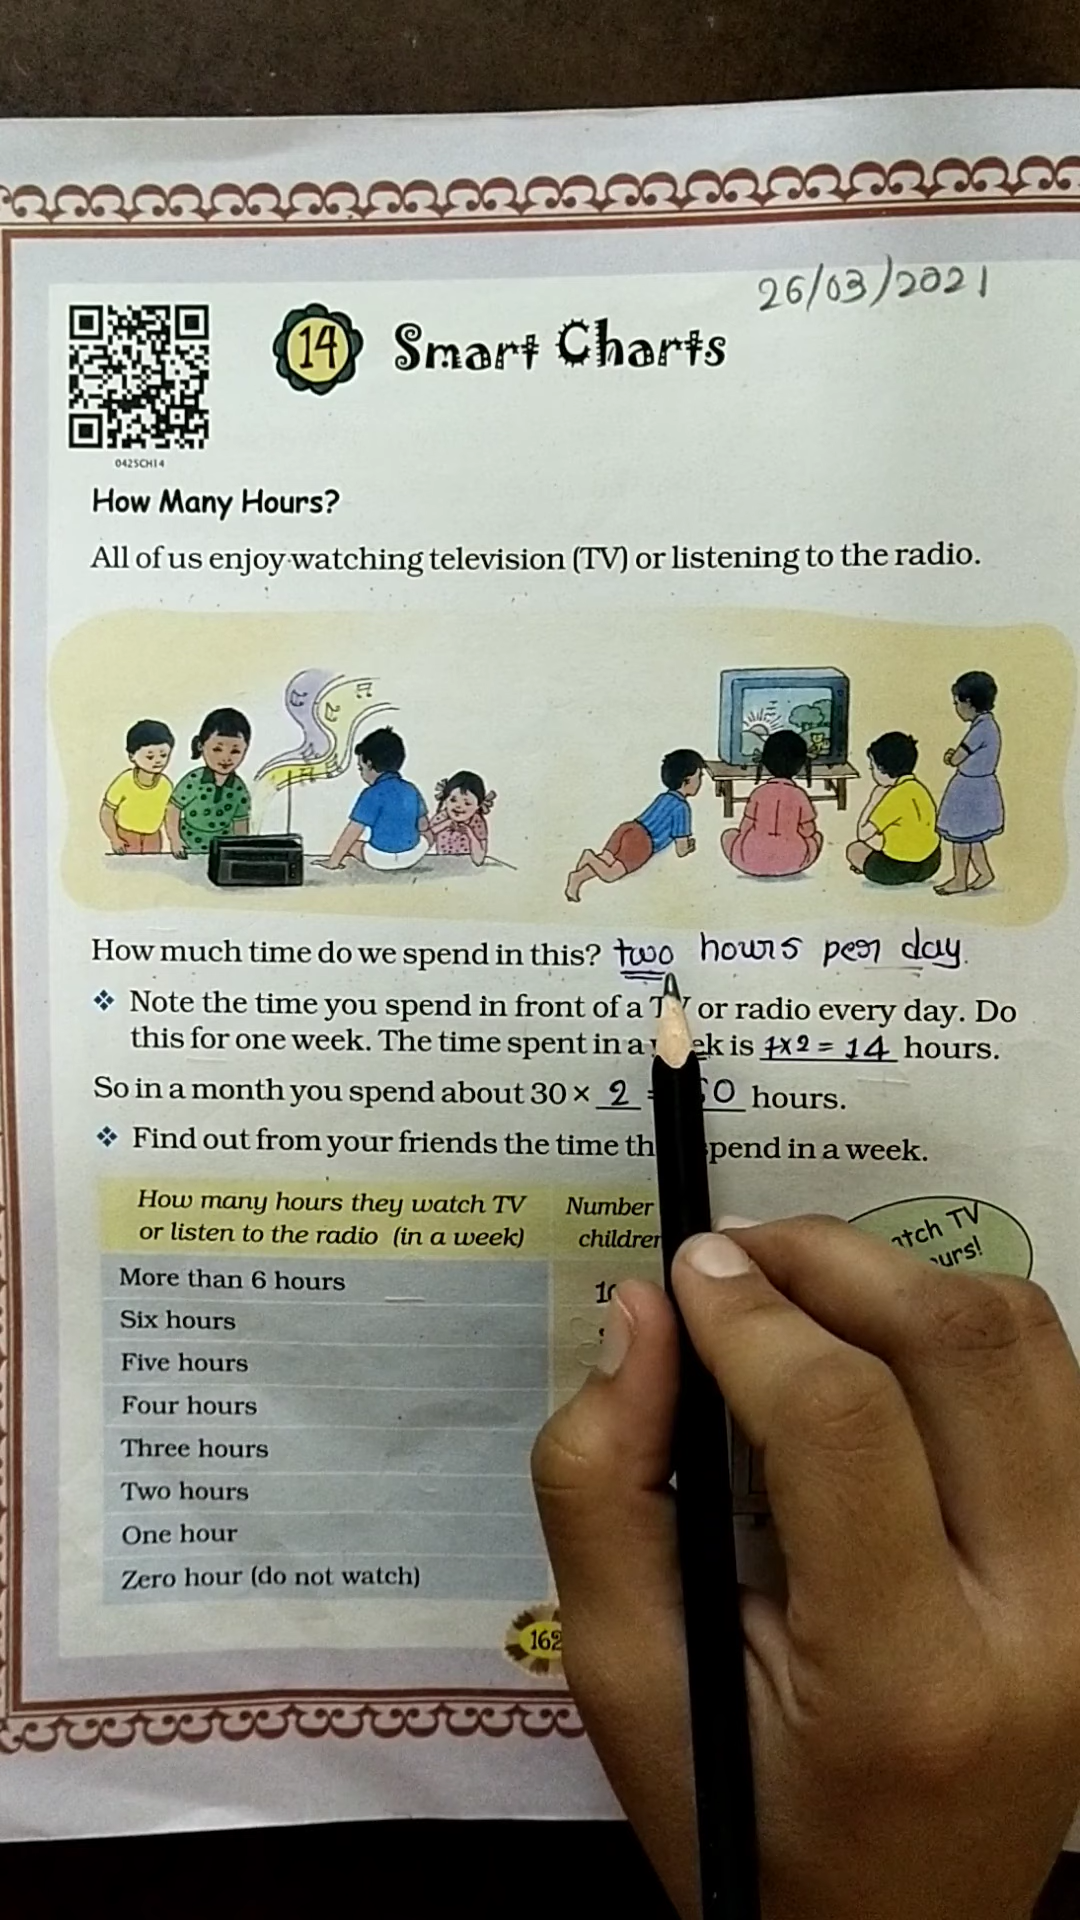 26/03/2021
14 Smart Charts
0425CH14
How Many Hours?
All of us enjoy watching television (TV) or listening to the radio.
How much time do we spend in this? two hours per day.
❖ Note the time you spend in front of a TV or radio every day. Do
this for one week. The time spent in a week is 7x2 = 14 hours.
So in a month you spend about 30 × 2 = 60 hours.
❖ Find out from your friends the time they spend in a week.
How many hours they watch TV Number
or listen to the radio (in a week) children
TV
More than 6 hours
Six hours
Five hours
Four hours
Three hours
Two hours
One hour
Zero hour (do not watch)
162